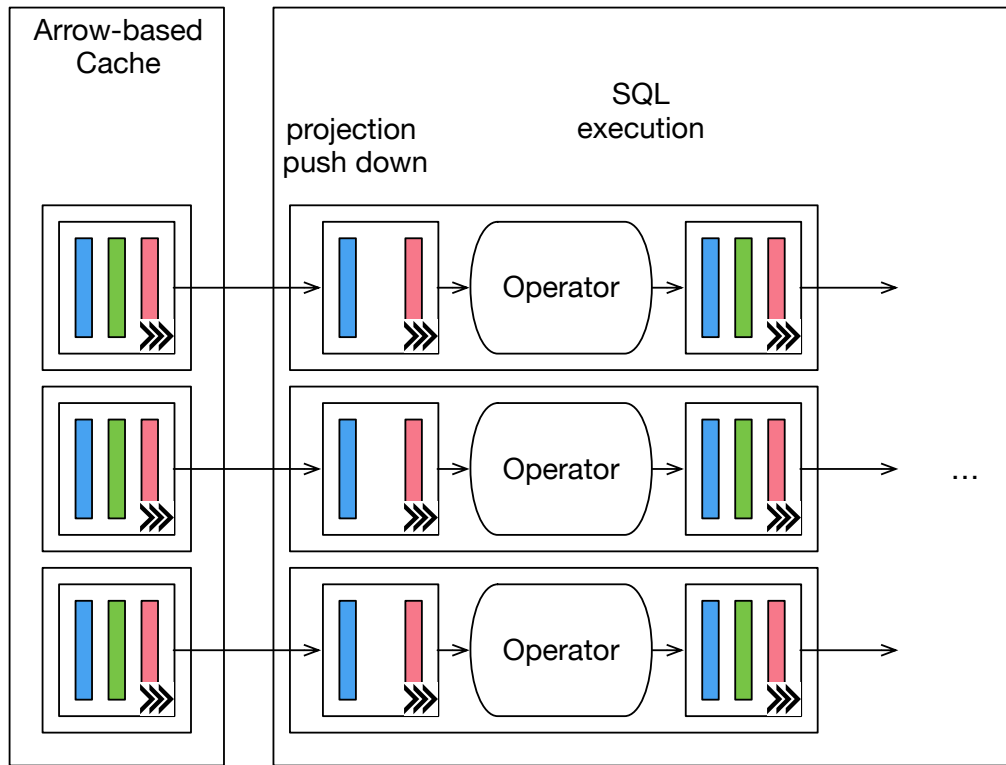 Arrow-based
Cache
SQL
execution
projection
push down
Operator
Operator
...
Operator